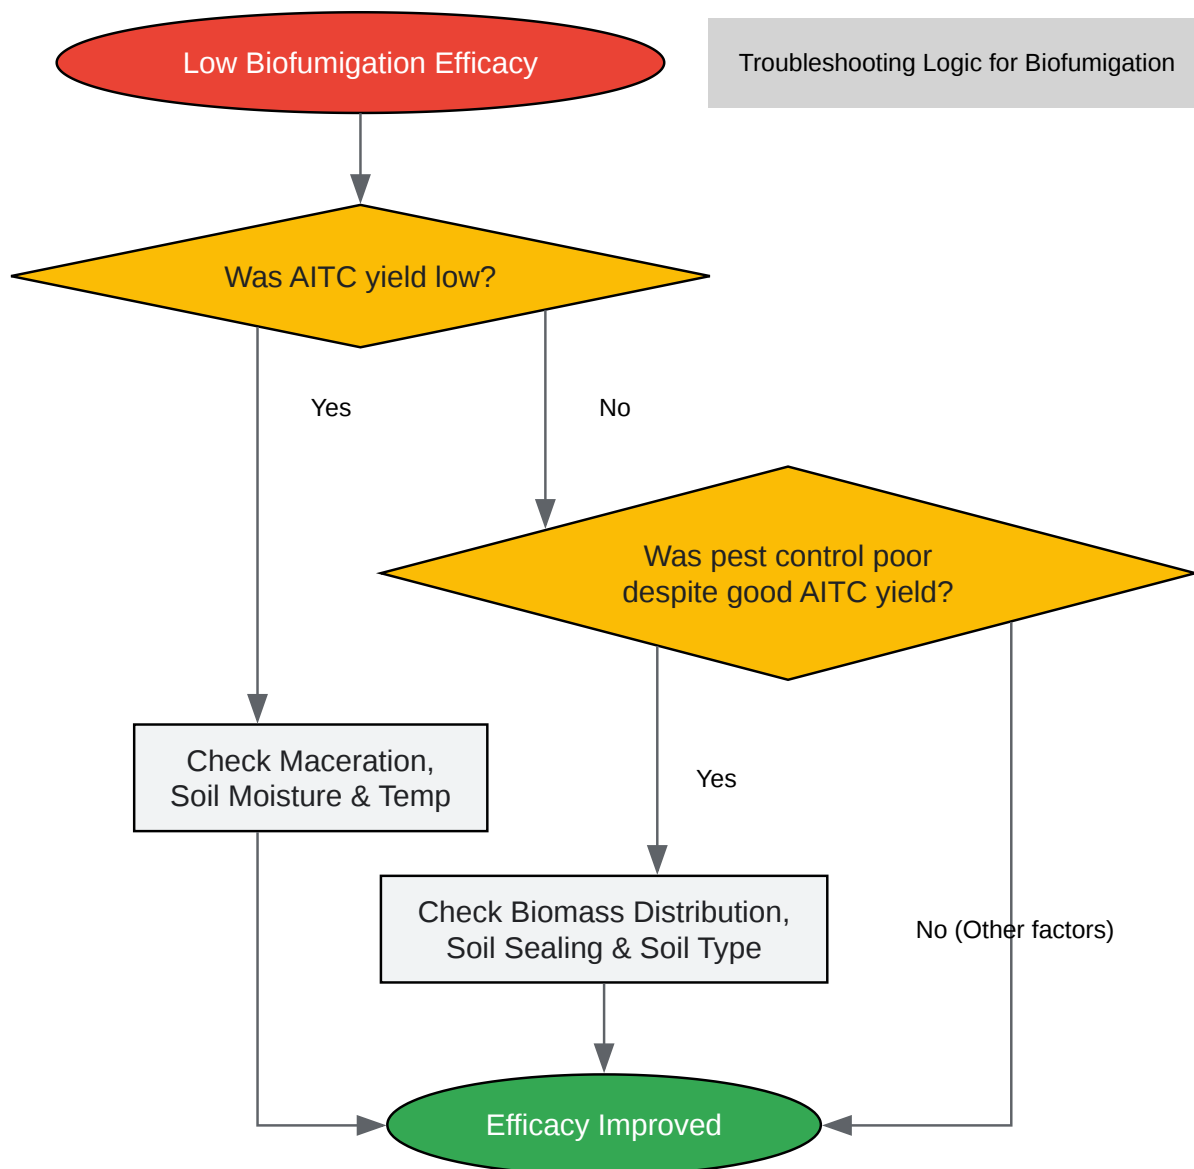 Low Biofumigation Efficacy
Troubleshooting Logic for Biofumigation
Was AITC yield low?
Yes
No
Was pest control poor
despite good AITC yield?
Check Maceration,
Soil Moisture & Temp
Yes
Check Biomass Distribution,
Soil Sealing & Soil Type
No (Other factors)
Efficacy Improved